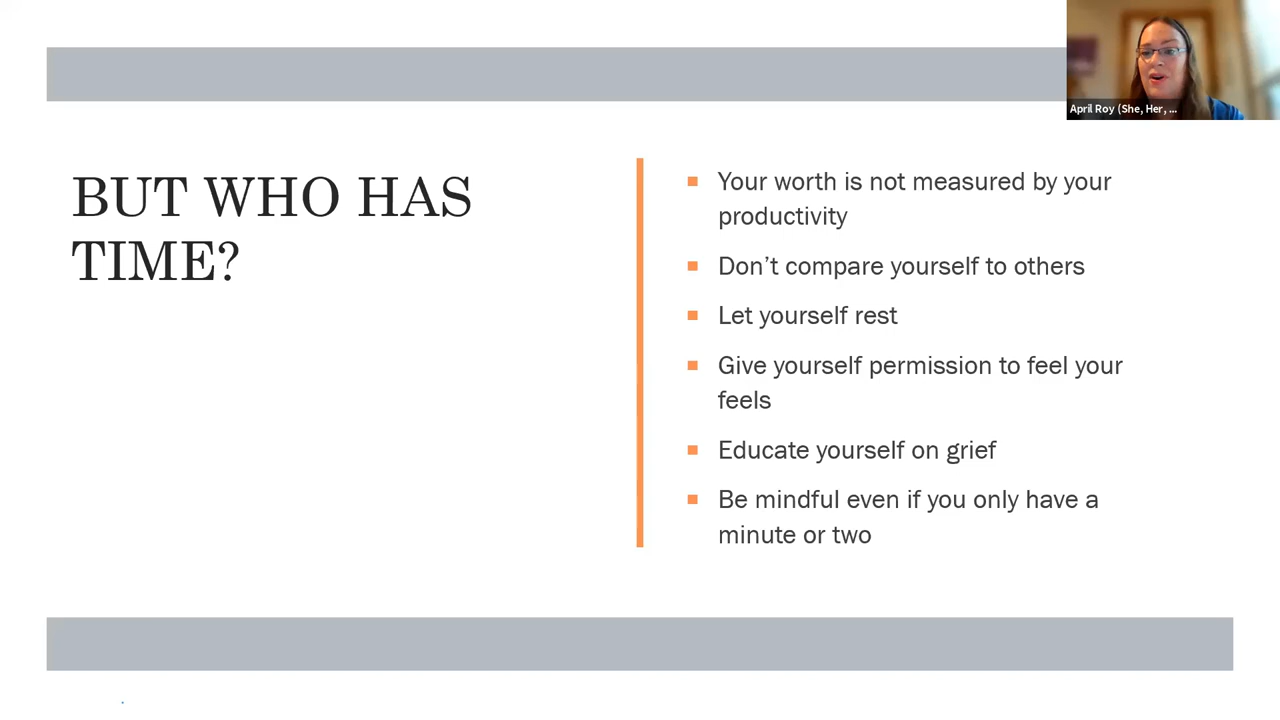 April Roy (She, Her, ...
BUT WHO HAS
TIME?
Your worth is not measured by your
productivity
Don’t compare yourself to others
Let yourself rest
Give yourself permission to feel your
feels
Educate yourself on grief
Be mindful even if you only have a
minute or two